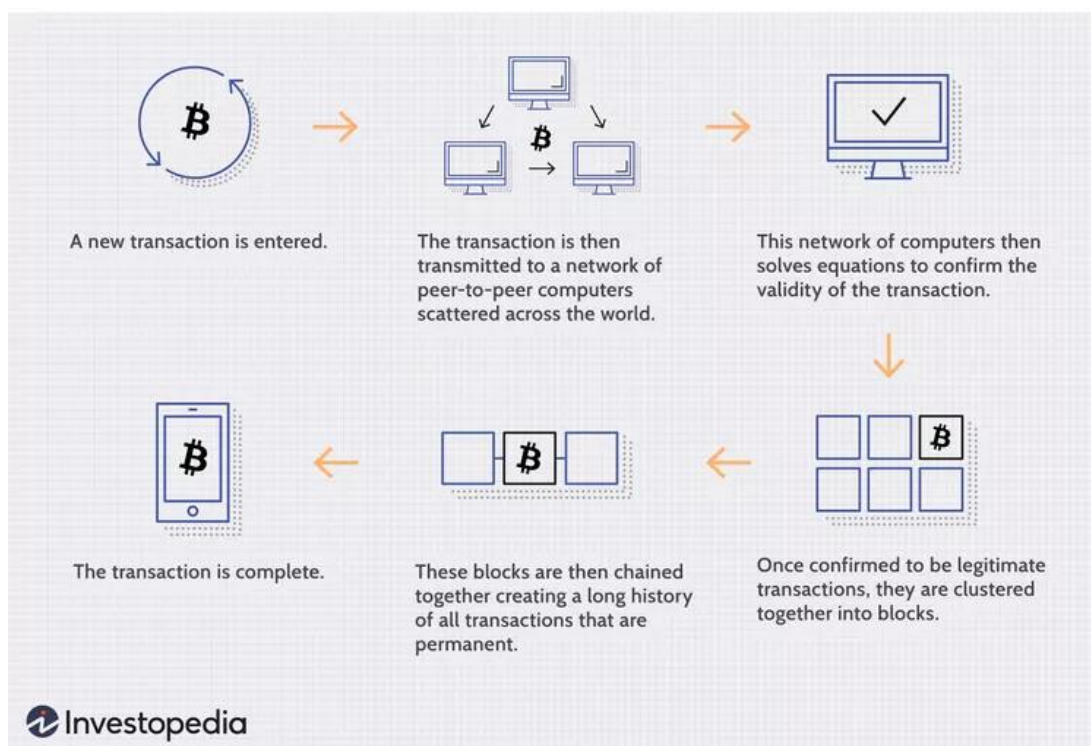 A new transaction is entered.
The transaction is then
transmitted to a network of
peer-to-peer computers
scattered across the world.
This network of computers then
solves equations to confirm the
validity of the transaction.
Once confirmed to be legitimate
transactions, they are clustered
together into blocks.
These blocks are then chained
together creating a long history
of all transactions that are
permanent.
The transaction is complete.
Investopedia